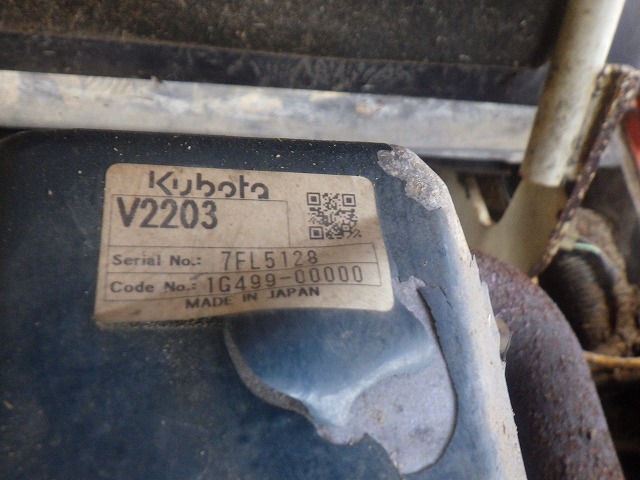 Kubota
V2203
Serial No.: 7FL5128
Code No.: 1G499-00000
MADE IN JAPAN